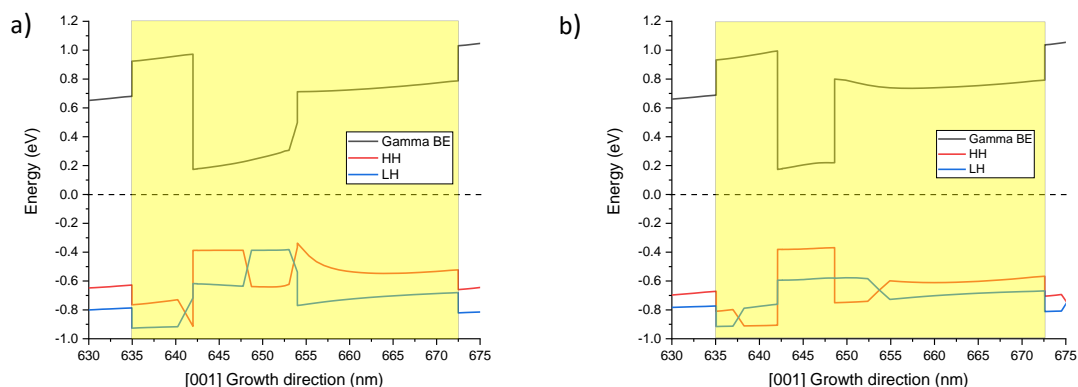 a)
1.2
1.0
0.8
0.6
0.4
0.2
0.0
-0.2
-0.4
-0.6
-0.8
-1.0
Energy (eV)
Gamma BE
HH
LH
630 635 640 645 650 655 660 665 670 675
[001] Growth direction (nm)
b)
1.2
1.0
0.8
0.6
0.4
0.2
0.0
-0.2
-0.4
-0.6
-0.8
-1.0
Energy (eV)
Gamma BE
HH
LH
630 635 640 645 650 655 660 665 670 675
[001] Growth direction (nm)